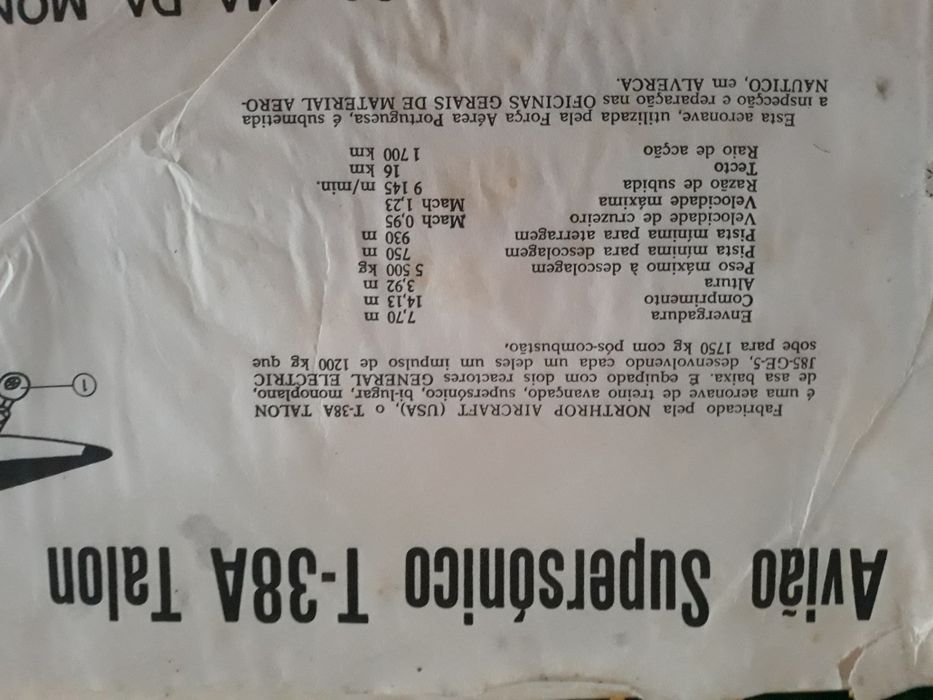 Avião Supersónico T-38A Talon
Fabricado pela NORTHROP AIRCRAFT (USA), o T-38A TALON
é uma aeronave de treino avançado, supersónico, bi-lugar, monoplano,
de asa baixa. É equipado com dois reactores GENERAL ELECTRIC
J85-GE-5, desenvolvendo cada um deles um impulso de 1200 kg que
sobe para 1750 kg com pós-combustão.
Envergadura 7,70 m
Comprimento 14,13 m
Altura 3,92 m
Peso máximo à descolagem 5 500 kg
Pista mínima para descolagem 750 m
Pista mínima para aterragem 930 m
Velocidade de cruzeiro Mach 0,95
Velocidade máxima Mach 1,23
Razão de subida 9 145 m/min.
Tecto 16 km
Raio de acção 1 700 km
Esta aeronave, utilizada pela Força Aérea Portuguesa, é submetida
a inspecção e reparação nas OFICINAS GERAIS DE MATERIAL AERO-
NAUTICO, em ALVERCA.
1
DA MON